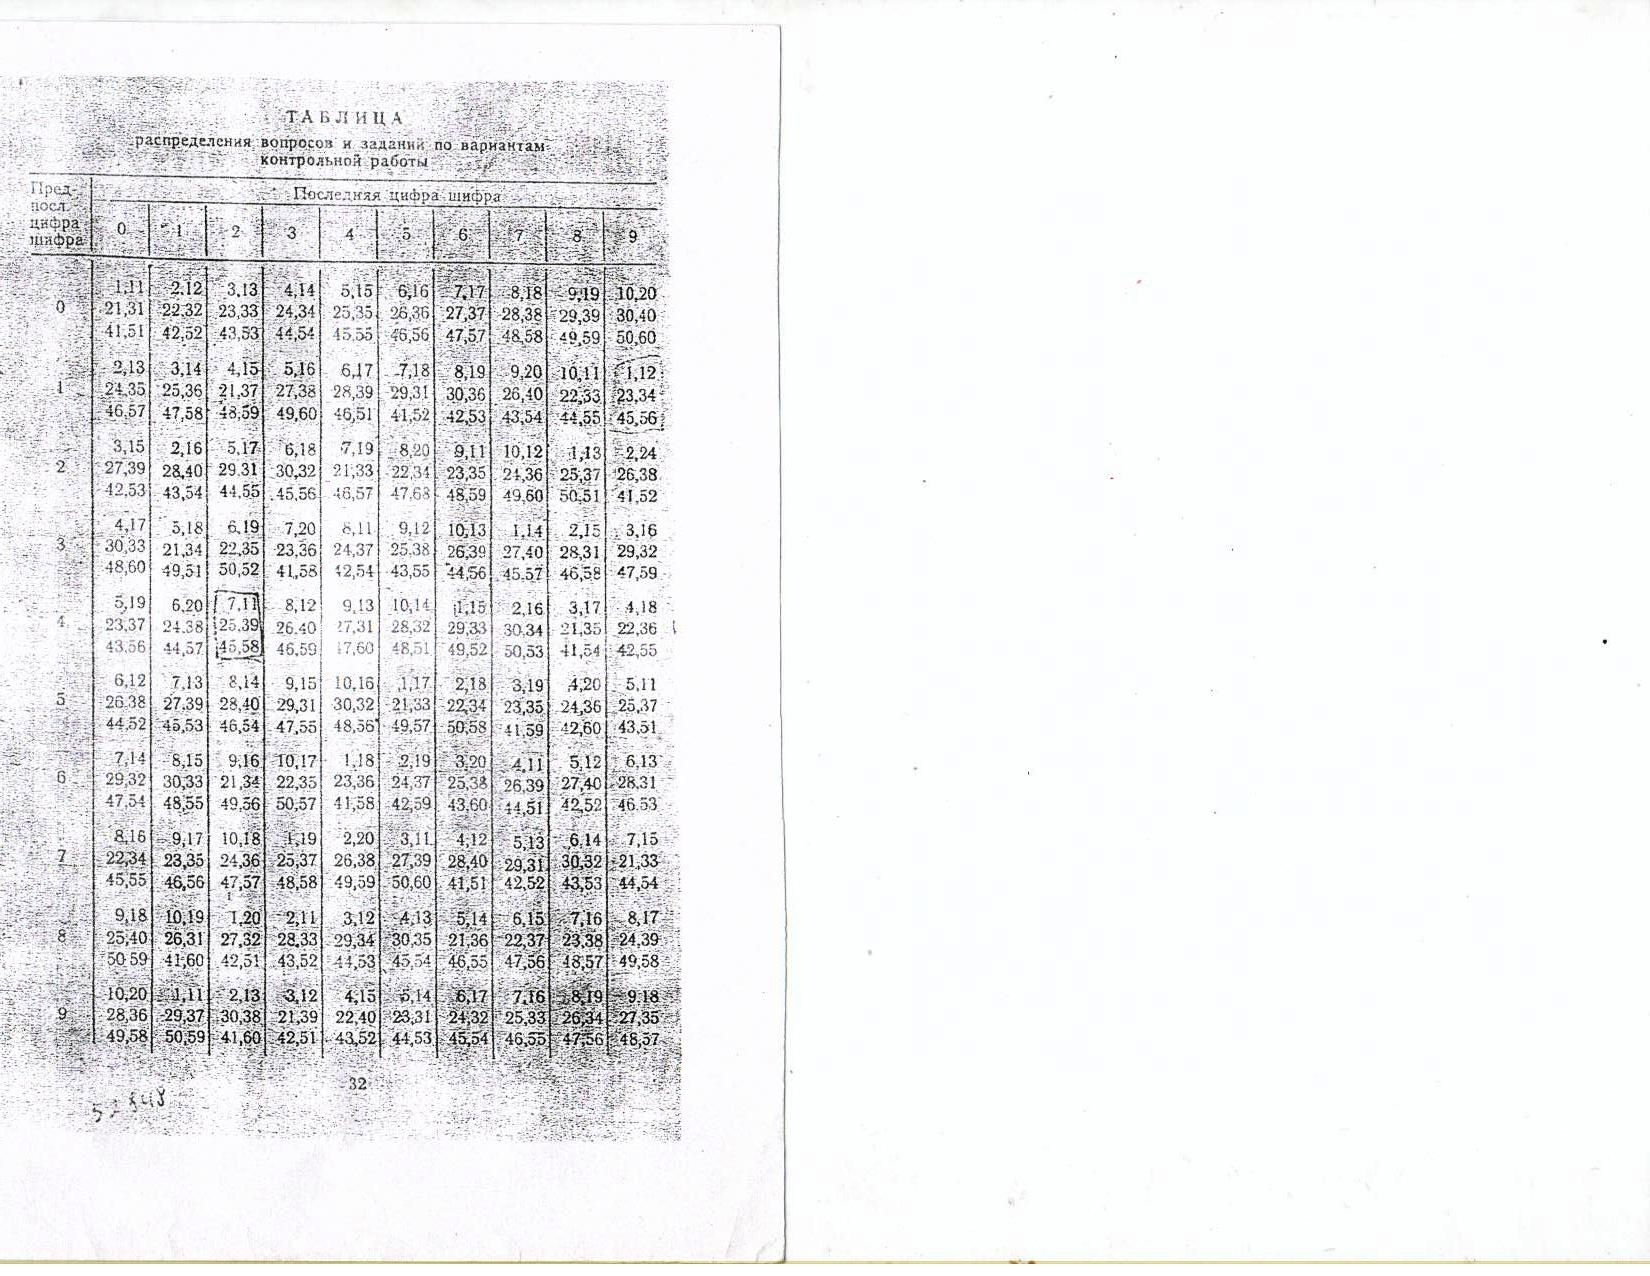 ТАБЛИЦА
распределения вопросов и заданий по вариантам
контрольной работы
Пред-
посл.
цифра
шифра
Последняя цифра шифра
0 1 2 3 4 5 6 7 8 9
1,11 2,12 3,13 4,14 5,15 6,16 7,17 8,18 9,19 10,20
0 21,31 22,32 23,33 24,34 25,35 26,36 27,37 28,38 29,39 30,40
41,51 42,52 43,53 44,54 45,55 46,56 47,57 48,58 49,59 50,60
2,13 3,14 4,15 5,16 6,17 7,18 8,19 9,20 10,11 1,12
1 24,35 25,36 21,37 27,38 28,39 29,31 30,36 26,40 22,33 23,34
46,57 47,58 48,59 49,60 46,51 41,52 42,53 43,54 44,55 45,56
3,15 2,16 5,17 6,18 7,19 8,20 9,11 10,12 1,13 2,24
2 27,39 28,40 29,31 30,32 21,33 22,34 23,35 24,36 25,37 26,38
42,53 43,54 44,55 45,56 46,57 47,68 48,59 49,60 50,51 41,52
4,17 5,18 6,19 7,20 8,11 9,12 10,13 1,14 2,15 3,16
3 30,33 21,34 22,35 23,36 24,37 25,38 26,39 27,40 28,31 29,32
48,60 49,51 50,52 41,58 42,54 43,55 44,56 45,57 46,58 47,59
5,19 6,20 7,11 8,12 9,13 10,14 1,15 2,16 3,17 4,18
4 23,37 24,38 25,39 26,40 27,31 28,32 29,33 30,34 21,35 22,36
43,56 44,57 45,58 46,59 47,60 48,51 49,52 50,53 41,54 42,55
6,12 7,13 8,14 9,15 10,16 1,17 2,18 3,19 4,20 5,11
5 26,38 27,39 28,40 29,31 30,32 21,33 22,34 23,35 24,36 25,37
44,52 45,53 46,54 47,55 48,56 49,57 50,58 41,59 42,60 43,51
7,14 8,15 9,16 10,17 1,18 2,19 3,20 4,11 5,12 6,13
6 29,32 30,33 21,34 22,35 23,36 24,37 25,38 26,39 27,40 28,31
47,54 48,55 49,56 50,57 41,58 42,59 43,60 44,51 42,52 46,53
8,16 9,17 10,18 1,19 2,20 3,11 4,12 5,13 6,14 7,15
7 22,34 23,35 24,36 25,37 26,38 27,39 28,40 29,31 30,32 21,33
45,55 46,56 47,57 48,58 49,59 50,60 41,51 42,52 43,53 44,54
9,18 10,19 1,20 2,11 3,12 4,13 5,14 6,15 7,16 8,17
8 25,40 26,31 27,32 28,33 29,34 30,35 21,36 22,37 23,38 24,39
50 59 41,60 42,51 43,52 44,53 45,54 46,55 47,56 48,57 49,58
10,20 1,11 2,13 3,12 4,15 5,14 6,17 7,16 8,19 9,18
9 28,36 29,37 30,38 21,39 22,40 23,31 24,32 25,33 26,34 27,35
49,58 50,59 41,60 42,51 43,52 44,53 45,54 46,55 47,56 48,57
32